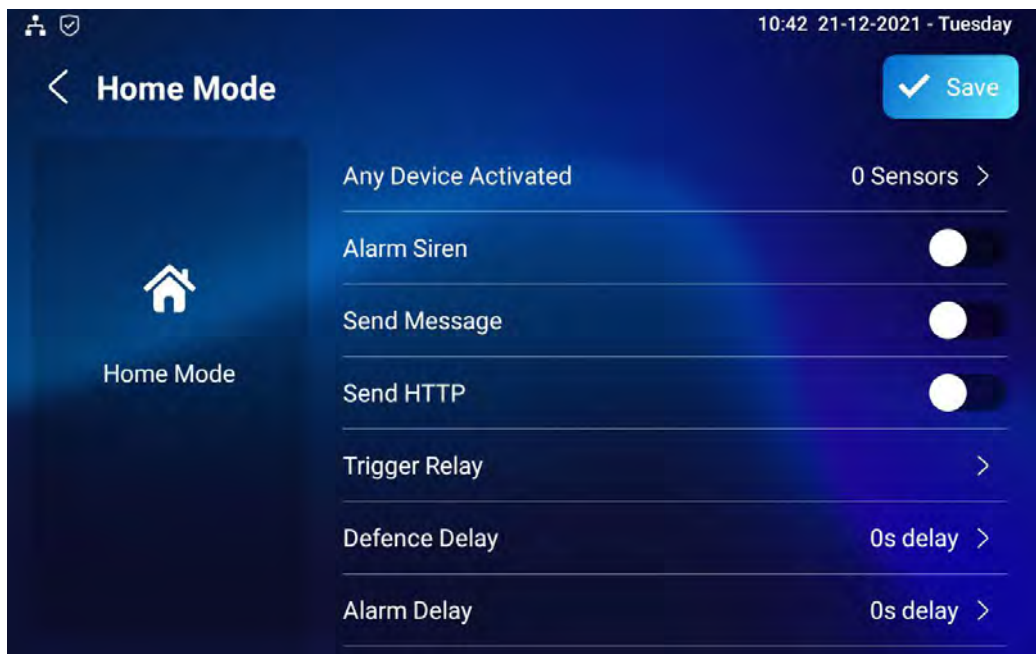 10:42 21-12-2021 - Tuesday
Home Mode
Save
Any Device Activated 0 Sensors
Alarm Siren
Send Message
Home Mode
Send HTTP
Trigger Relay
Defence Delay 0s delay
Alarm Delay 0s delay